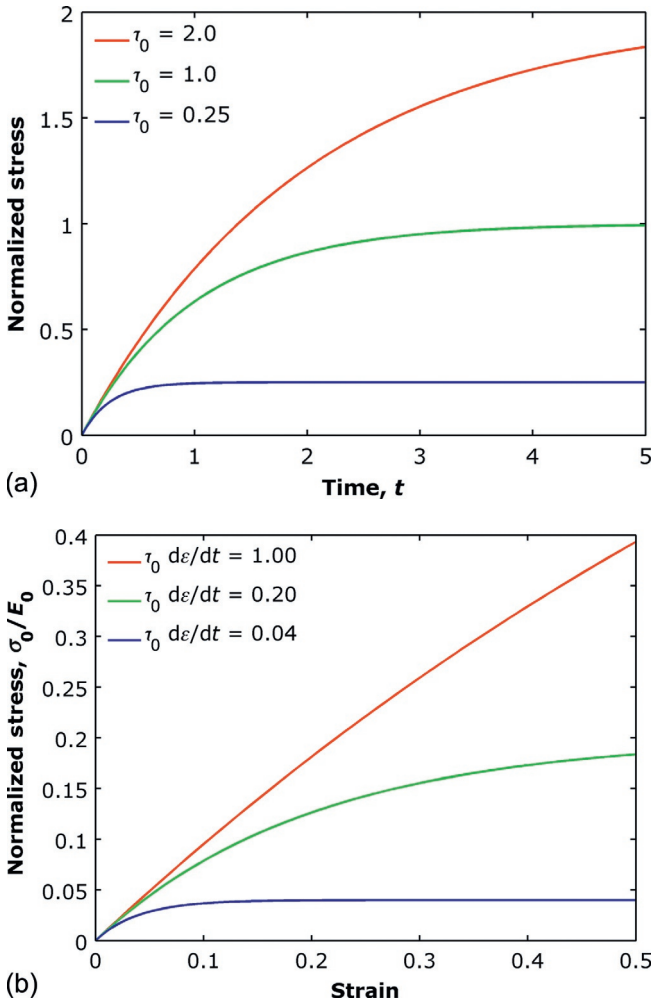 2
τ0 = 2.0
τ0 = 1.0
τ0 = 0.25
1.5
1
0.5
0
Normalized stress
0 1 2 3 4 5
Time, t
(a)
0.4
τ0 dε/dt = 1.00
τ0 dε/dt = 0.20
τ0 dε/dt = 0.04
0.35
0.3
0.25
0.2
0.15
0.1
0.05
0
Normalized stress, σ0/E0
0 0.1 0.2 0.3 0.4 0.5
Strain
(b)